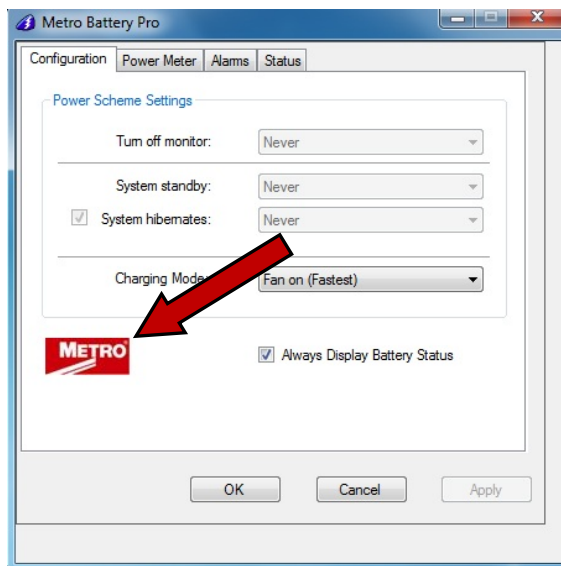 Metro Battery Pro
Configuration Power Meter Alarms Status
Power Scheme Settings
Turn off monitor: Never
System standby: Never
System hibernates: Never
Charging Mode: Fan on (Fastest)
METRO
Always Display Battery Status
OK Cancel Apply